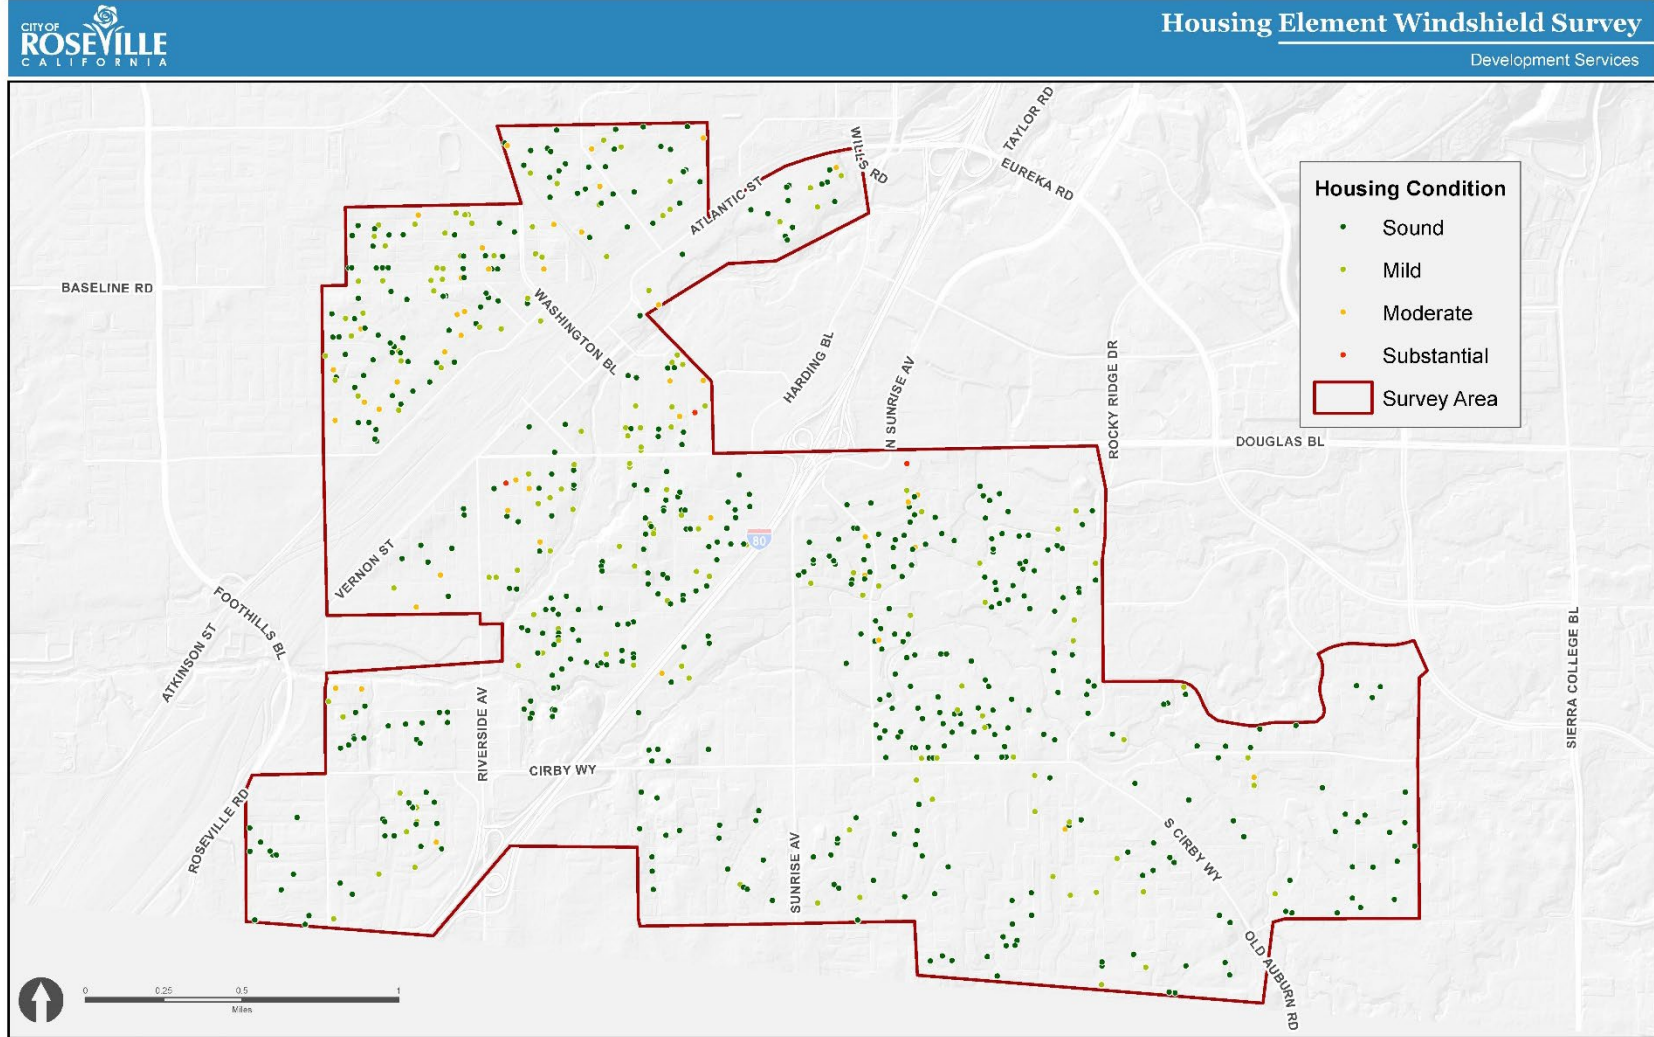 CITY OF
ROSEVILLE
CALIFORNIA
Housing Element Windshield Survey
Development Services
TAYLOR RD
WILLS RD
EUREKA RD
ATLANTIC ST
Housing Condition
Sound
Mild
Moderate
Substantial
Survey Area
BASELINE RD
WASHINGTON BL
HARDING BL
N SUNRISE AV
ROCKY RIDGE DR
DOUGLAS BL
80
VERNON ST
FOOTHILLS BL
ATKINSON ST
SIERRA COLLEGE BL
RIVERSIDE AV
CIRBY WY
ROSEVILLE RD
SUNRISE AV
S CIRBY WY
OLD AUBURN RD
0 0.25 0.5 1
Miles